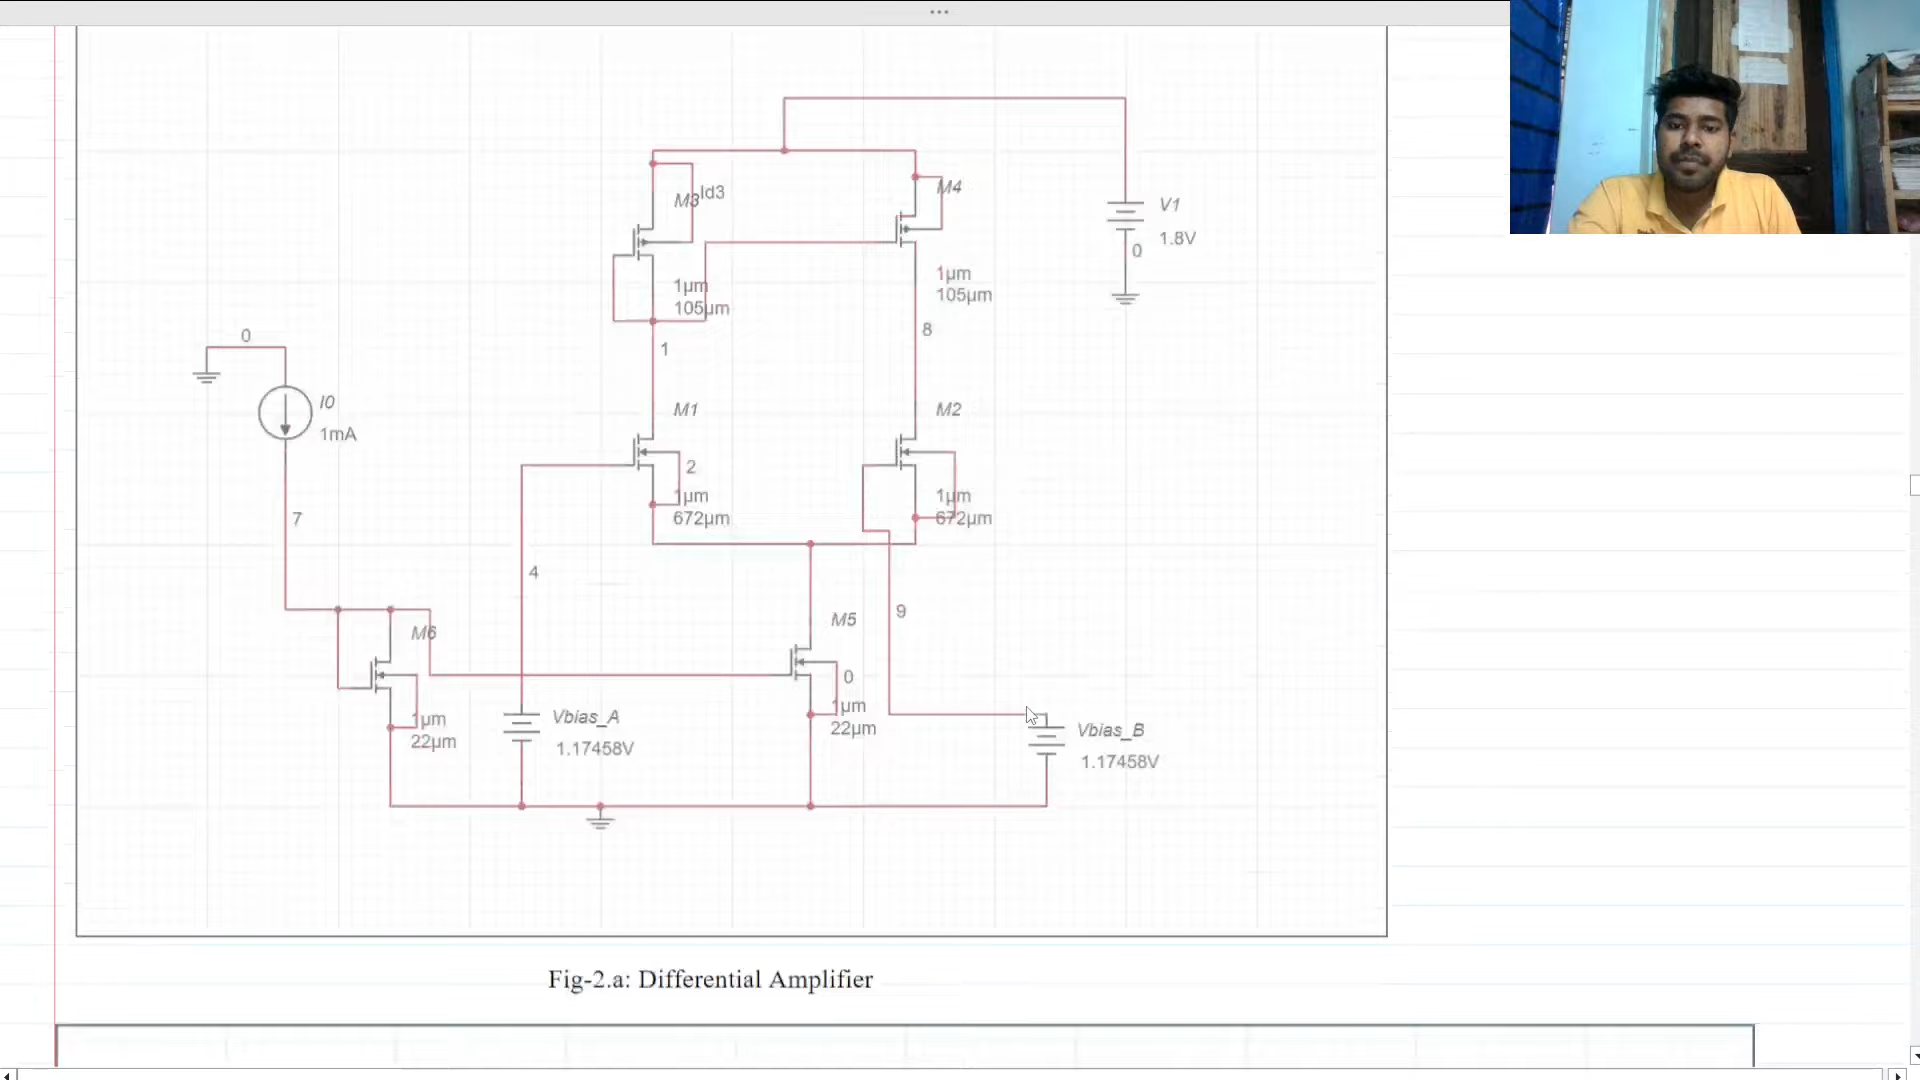 ...
M4
Id3
M3
V1
1.8V
0
1µm
105µm
1µm
105µm
8
1
0
I0
1mA
M1
M2
2
1µm
672µm
1µm
672µm
7
4
9
M5
M6
0
1µm
22µm
1µm
22µm
Vbias_A
1.17458V
Vbias_B
1.17458V
Fig-2.a: Differential Amplifier